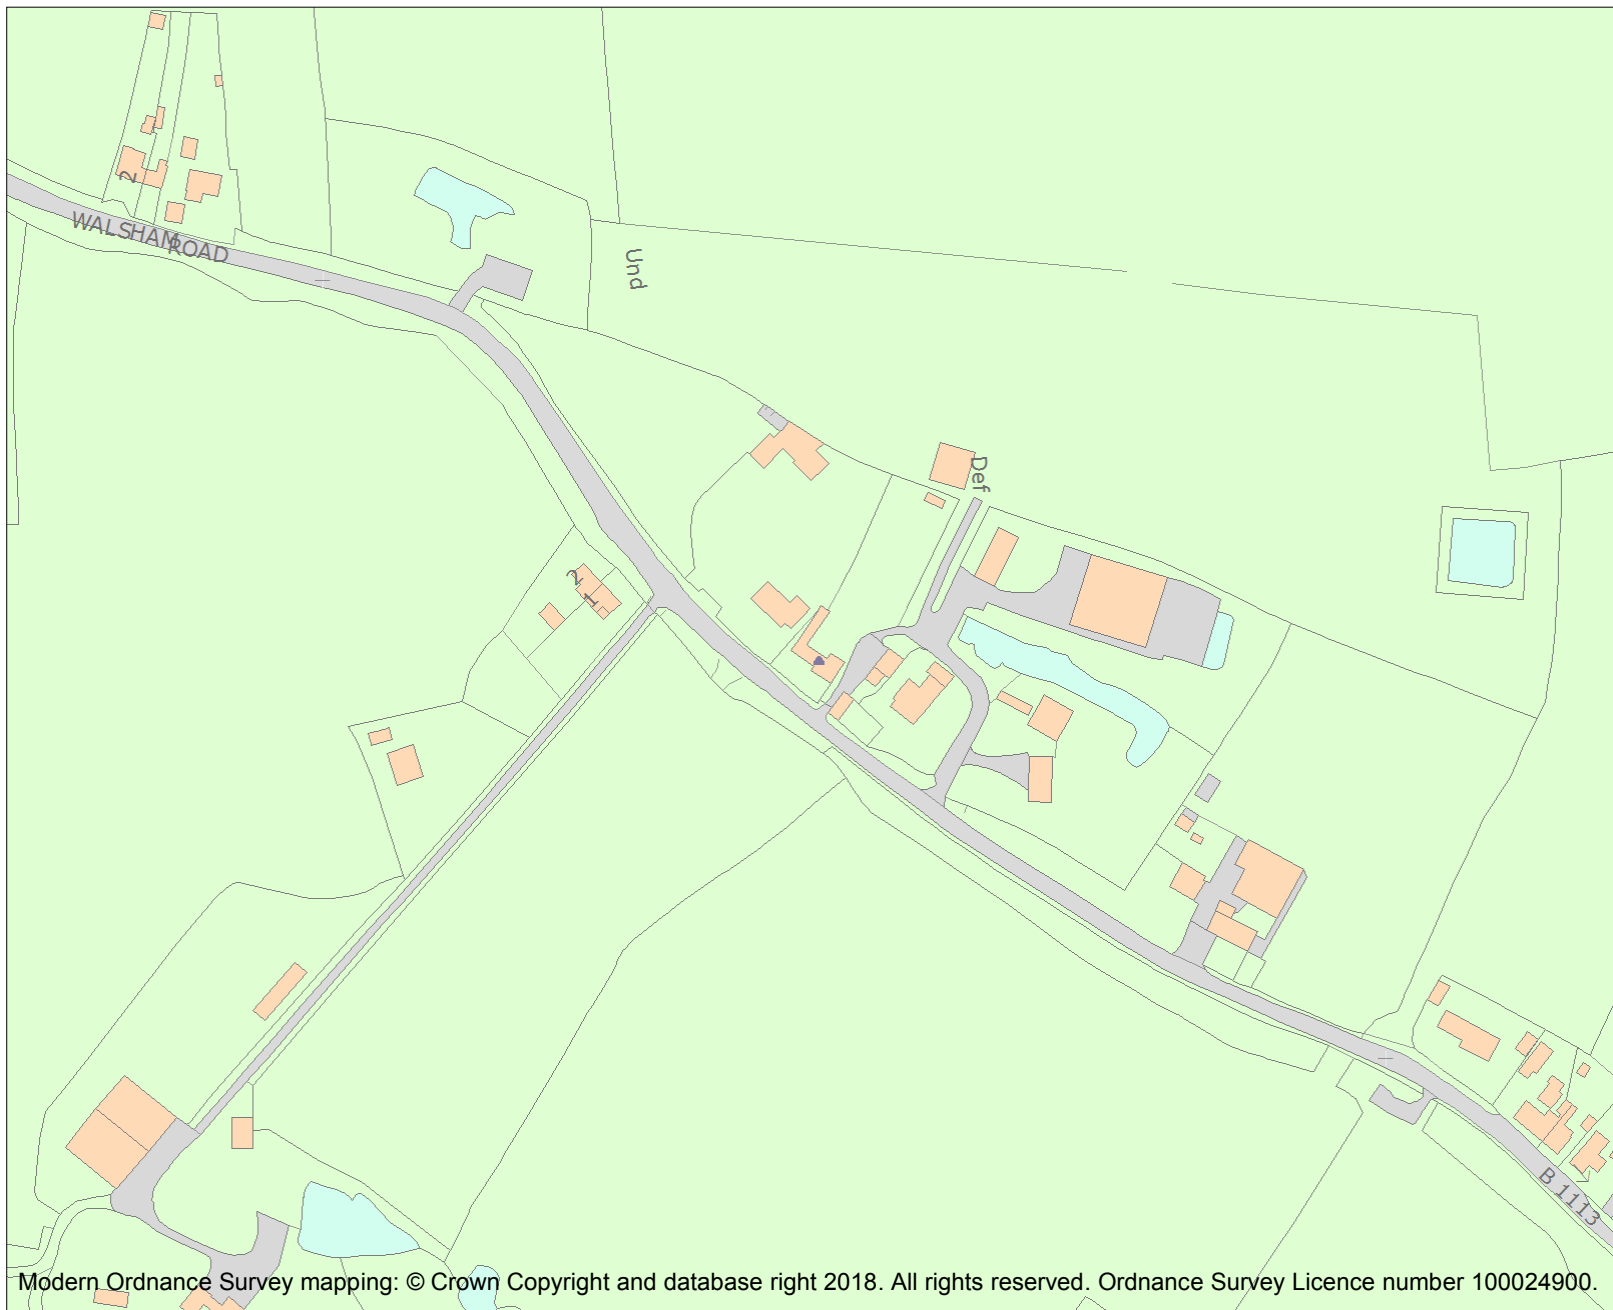 2
WALSHAM ROAD
Und
Def
2
1
B 1113
Modern Ordnance Survey mapping: © Crown Copyright and database right 2018. All rights reserved. Ordnance Survey Licence number 100024900.